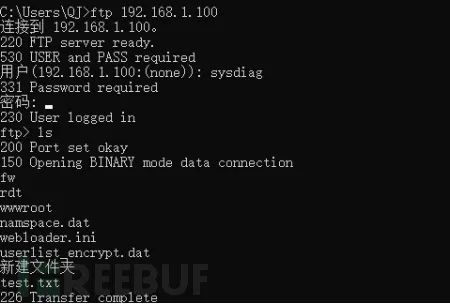 C:\Users\QJ>ftp 192.168.1.100
连接到 192.168.1.100。
220 FTP server ready.
530 USER and PASS required
用户(192.168.1.100:(none)): sysdiag
331 Password required
密码:
230 User logged in
ftp> ls
200 Port set okay
150 Opening BINARY mode data connection
fw
rdt
wwwroot
namspace.dat
webloader.ini
userlist_encrypt.dat
新建文件夹
test.txt
226 Transfer complete
REEBUF